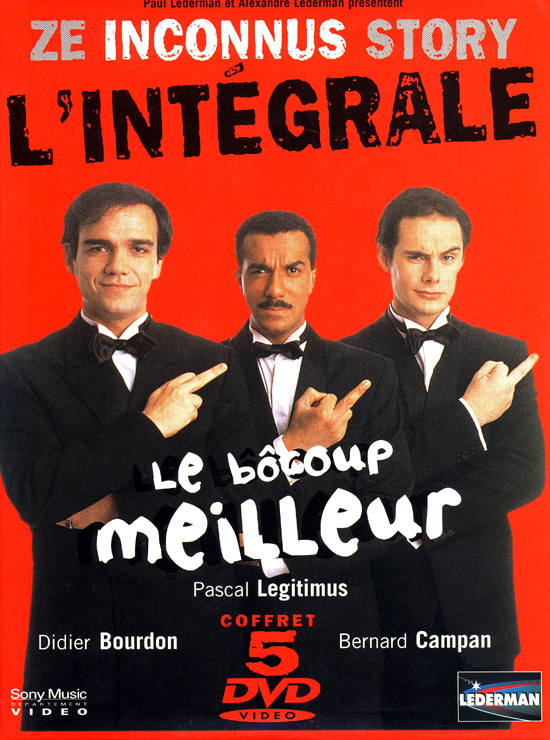 Paul Lederman et Alexandre Lederman présentent
ZE INCONNUS STORY
L'INTÉGRALE
Le bôcoup
meilleur
Pascal Legitimus
Didier Bourdon
Bernard Campan
COFFRET
5
DVD
VIDEO
Sony Music
DÉPARTEMENT
VIDEO
LEDERMAN